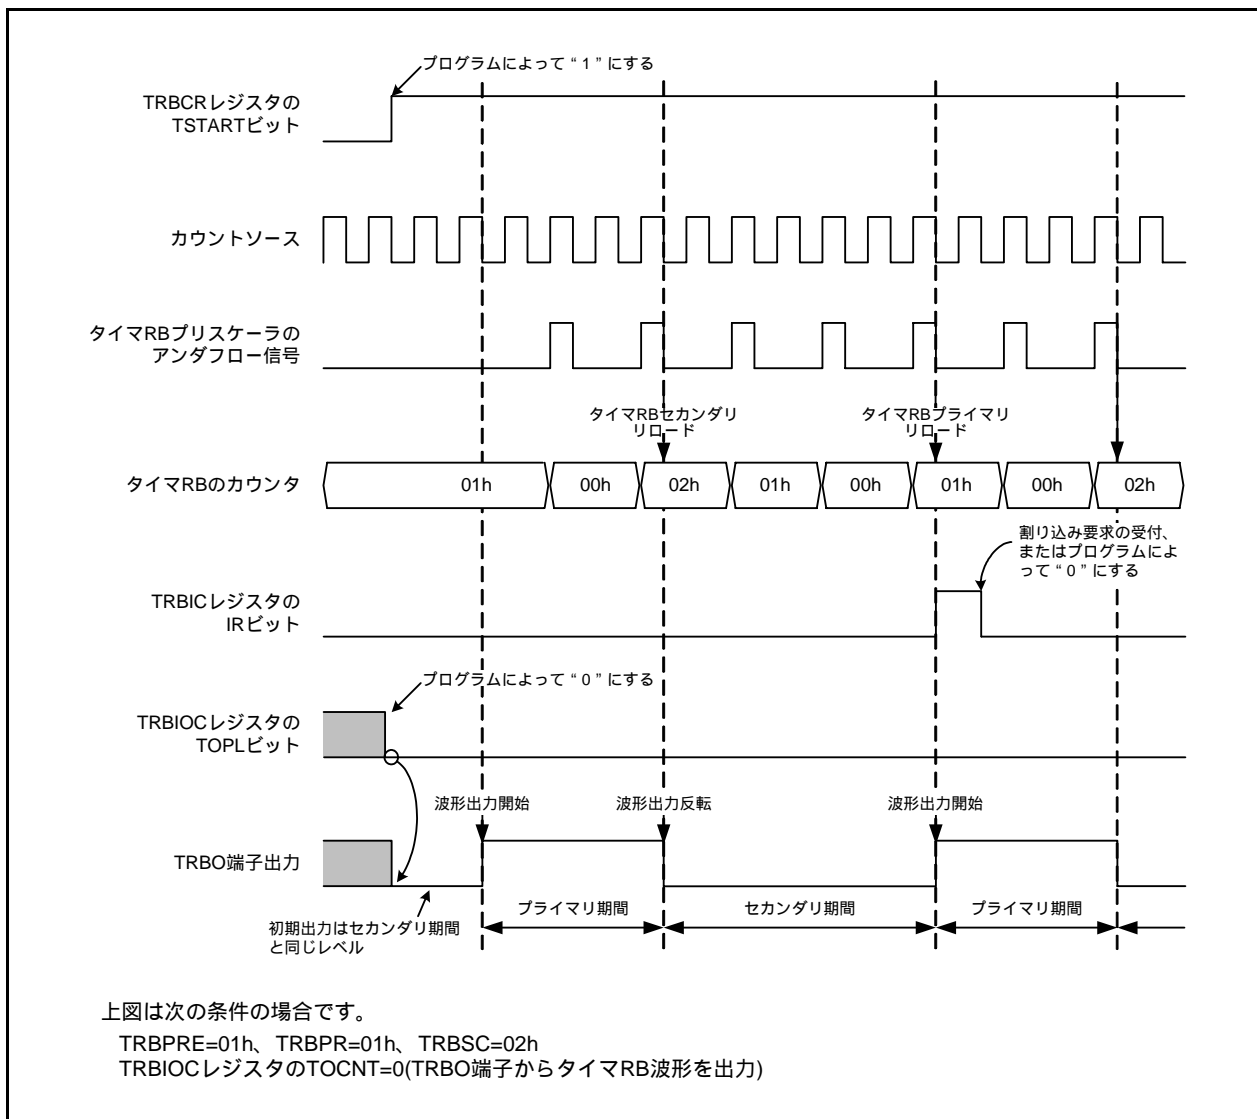 プログラムによって“1”にする
TRBCRレジスタの
TSTARTビット
カウントソース
タイマRBプリスケーラの
アンダフロー信号
タイマRBセカンダリ
リロード
タイマRBプライマリ
リロード
タイマRBのカウンタ
01h
00h
02h
01h
00h
01h
00h
02h
割り込み要求の受付、
またはプログラムによ
って“0”にする
TRBICレジスタの
IRビット
プログラムによって“0”にする
TRBIOCレジスタの
TOPLビット
波形出力開始
波形出力反転
波形出力開始
TRBO端子出力
プライマリ期間
セカンダリ期間
プライマリ期間
初期出力はセカンダリ期間
と同じレベル
上図は次の条件の場合です。
TRBPRE=01h、TRBPR=01h、TRBSC=02h
TRBIOCレジスタのTOCNT=0(TRBO端子からタイマRB波形を出力)